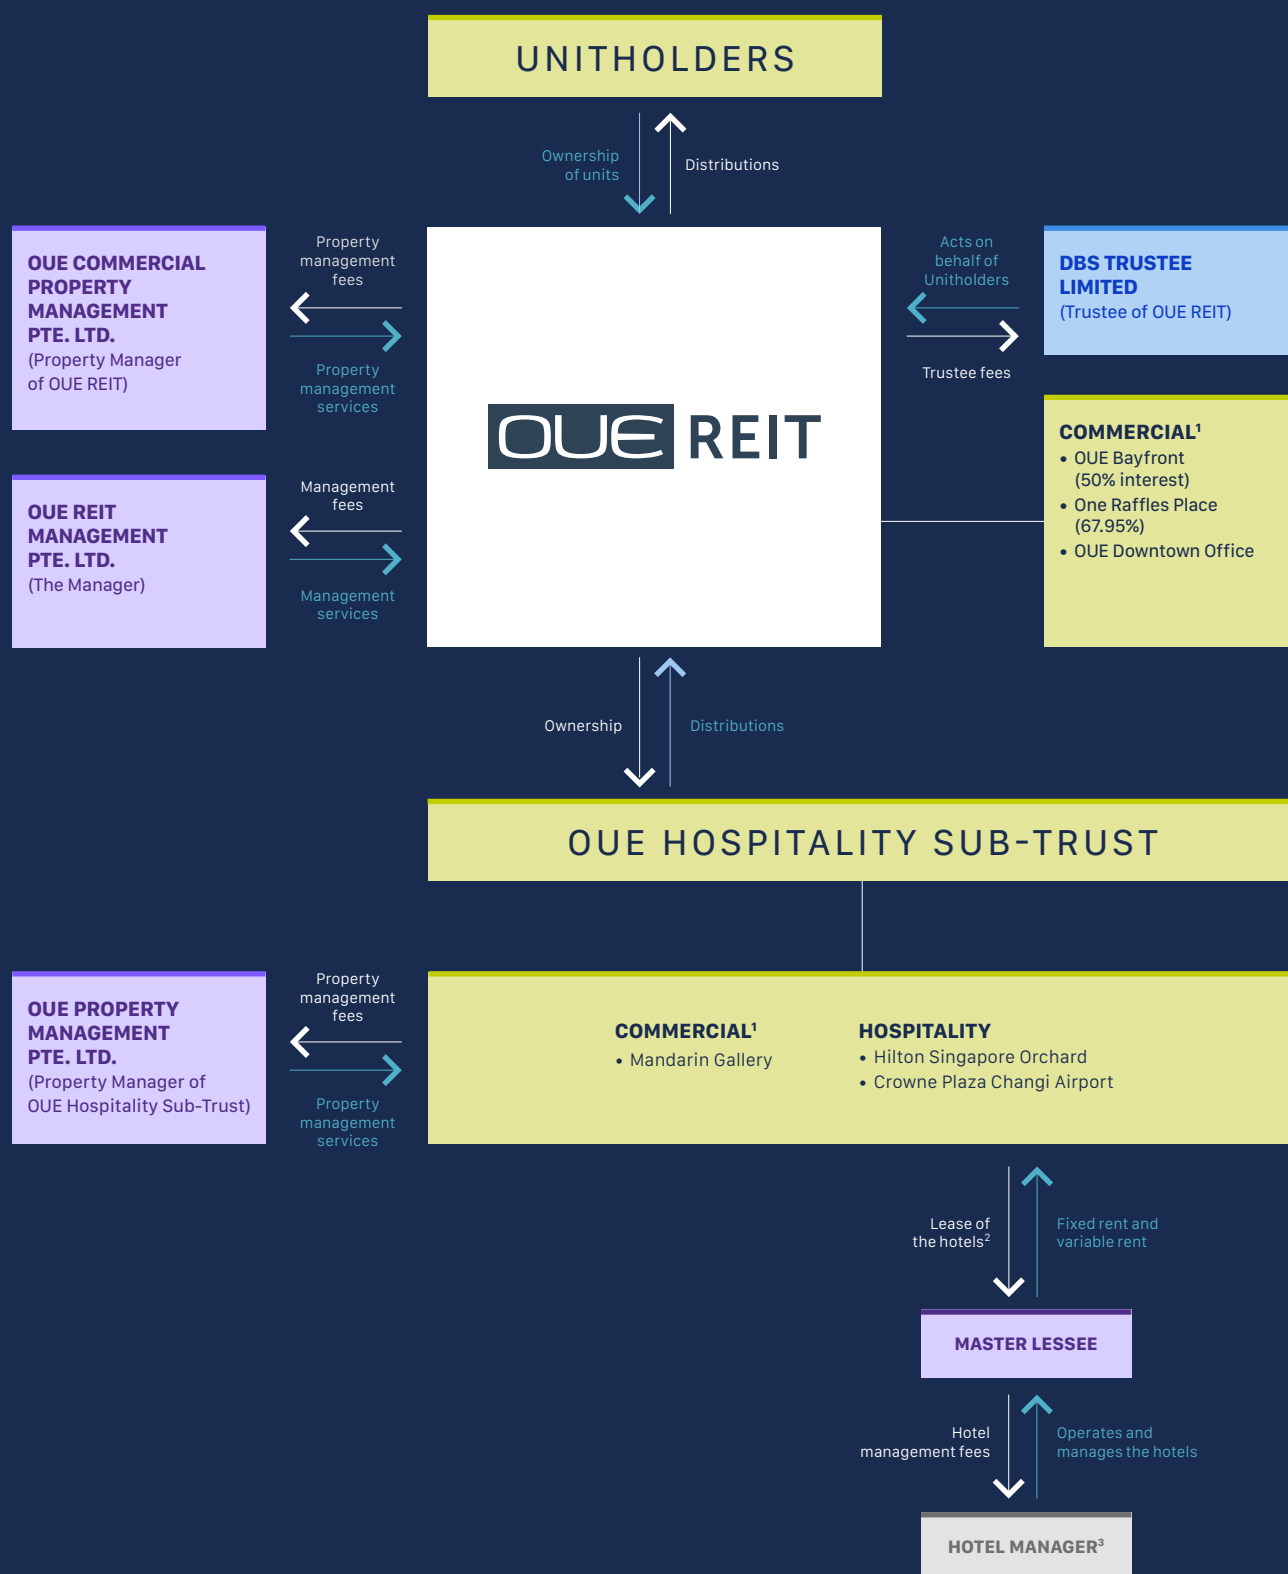 UNITHOLDERS
Ownership
of units
Distributions
OUE COMMERCIAL
PROPERTY
MANAGEMENT
PTE. LTD.
(Property Manager
of OUE REIT)
Property
management
fees
Property
management
services
OUE REIT
Acts on
behalf of
Unitholders
Trustee fees
DBS TRUSTEE
LIMITED
(Trustee of OUE REIT)
COMMERCIAL¹
• OUE Bayfront
(50% interest)
• One Raffles Place
(67.95%)
• OUE Downtown Office
OUE REIT
MANAGEMENT
PTE. LTD.
(The Manager)
Management
fees
Management
services
Ownership
Distributions
OUE HOSPITALITY SUB-TRUST
OUE PROPERTY
MANAGEMENT
PTE. LTD.
(Property Manager of
OUE Hospitality Sub-Trust)
Property
management
fees
Property
management
services
COMMERCIAL¹
• Mandarin Gallery
HOSPITALITY
• Hilton Singapore Orchard
• Crowne Plaza Changi Airport
Lease of
the hotels²
Fixed rent and
variable rent
MASTER LESSEE
Hotel
management fees
Operates and
manages the hotels
HOTEL MANAGER³